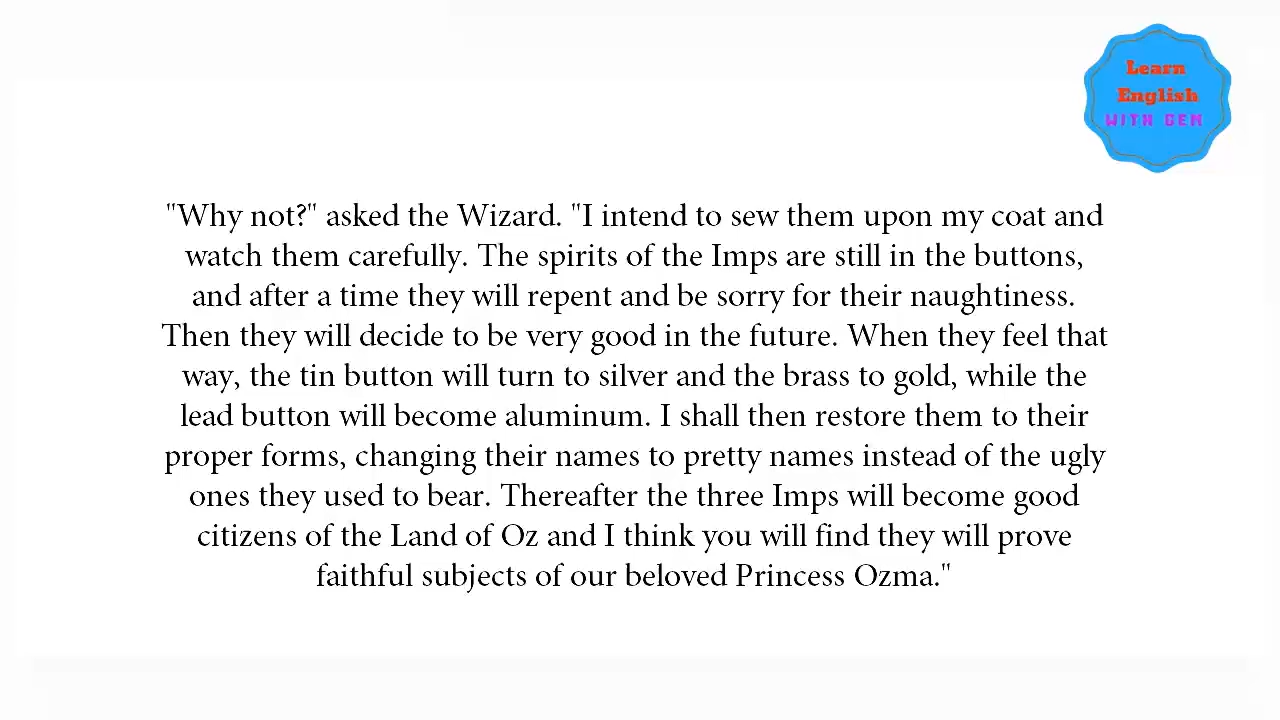 Learn
English
WITH GEM
"Why not?" asked the Wizard. "I intend to sew them upon my coat and
watch them carefully. The spirits of the Imps are still in the buttons,
and after a time they will repent and be sorry for their naughtiness.
Then they will decide to be very good in the future. When they feel that
way, the tin button will turn to silver and the brass to gold, while the
lead button will become aluminum. I shall then restore them to their
proper forms, changing their names to pretty names instead of the ugly
ones they used to bear. Thereafter the three Imps will become good
citizens of the Land of Oz and I think you will find they will prove
faithful subjects of our beloved Princess Ozma."